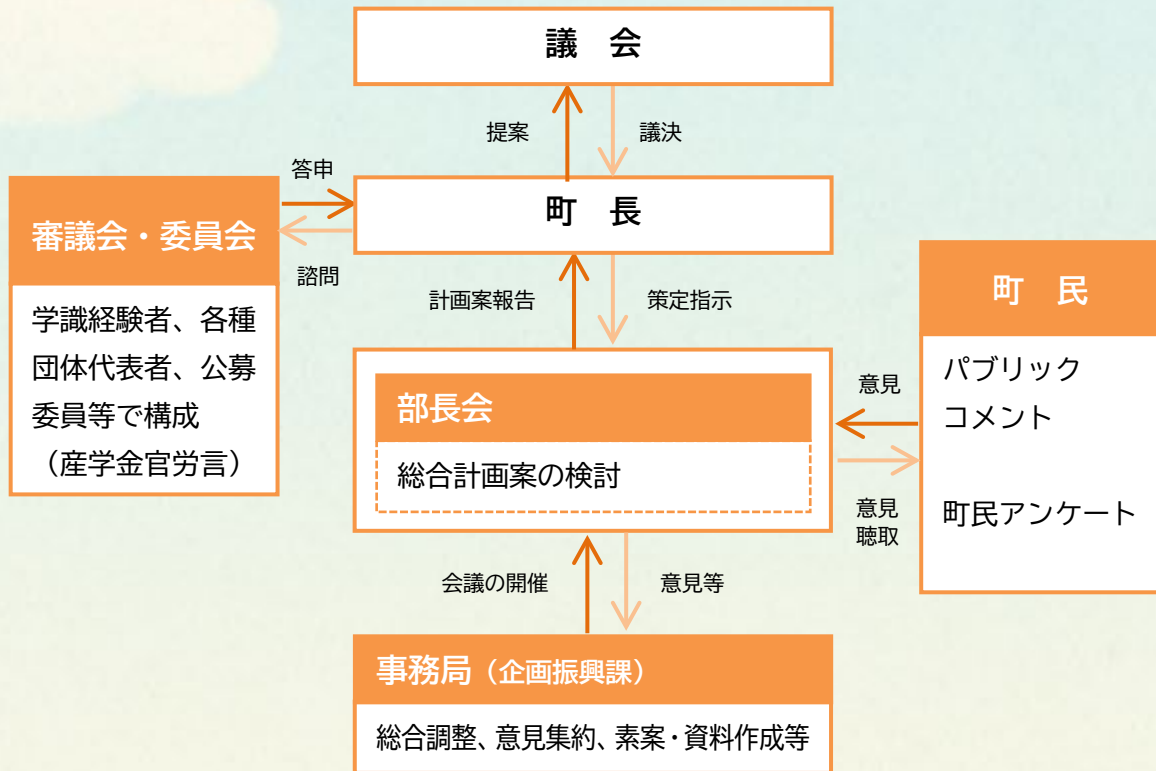 議　会
提案
議決
答申
町　長
審議会・委員会
諮問
学識経験者、各種
団体代表者、公募
委員等で構成
（産学金官労言）
計画案報告
策定指示
町　民
パブリック
コメント
町民アンケート
意見
意見
聴取
部長会
総合計画案の検討
会議の開催
意見等
事務局（企画振興課）
総合調整、意見集約、素案・資料作成等